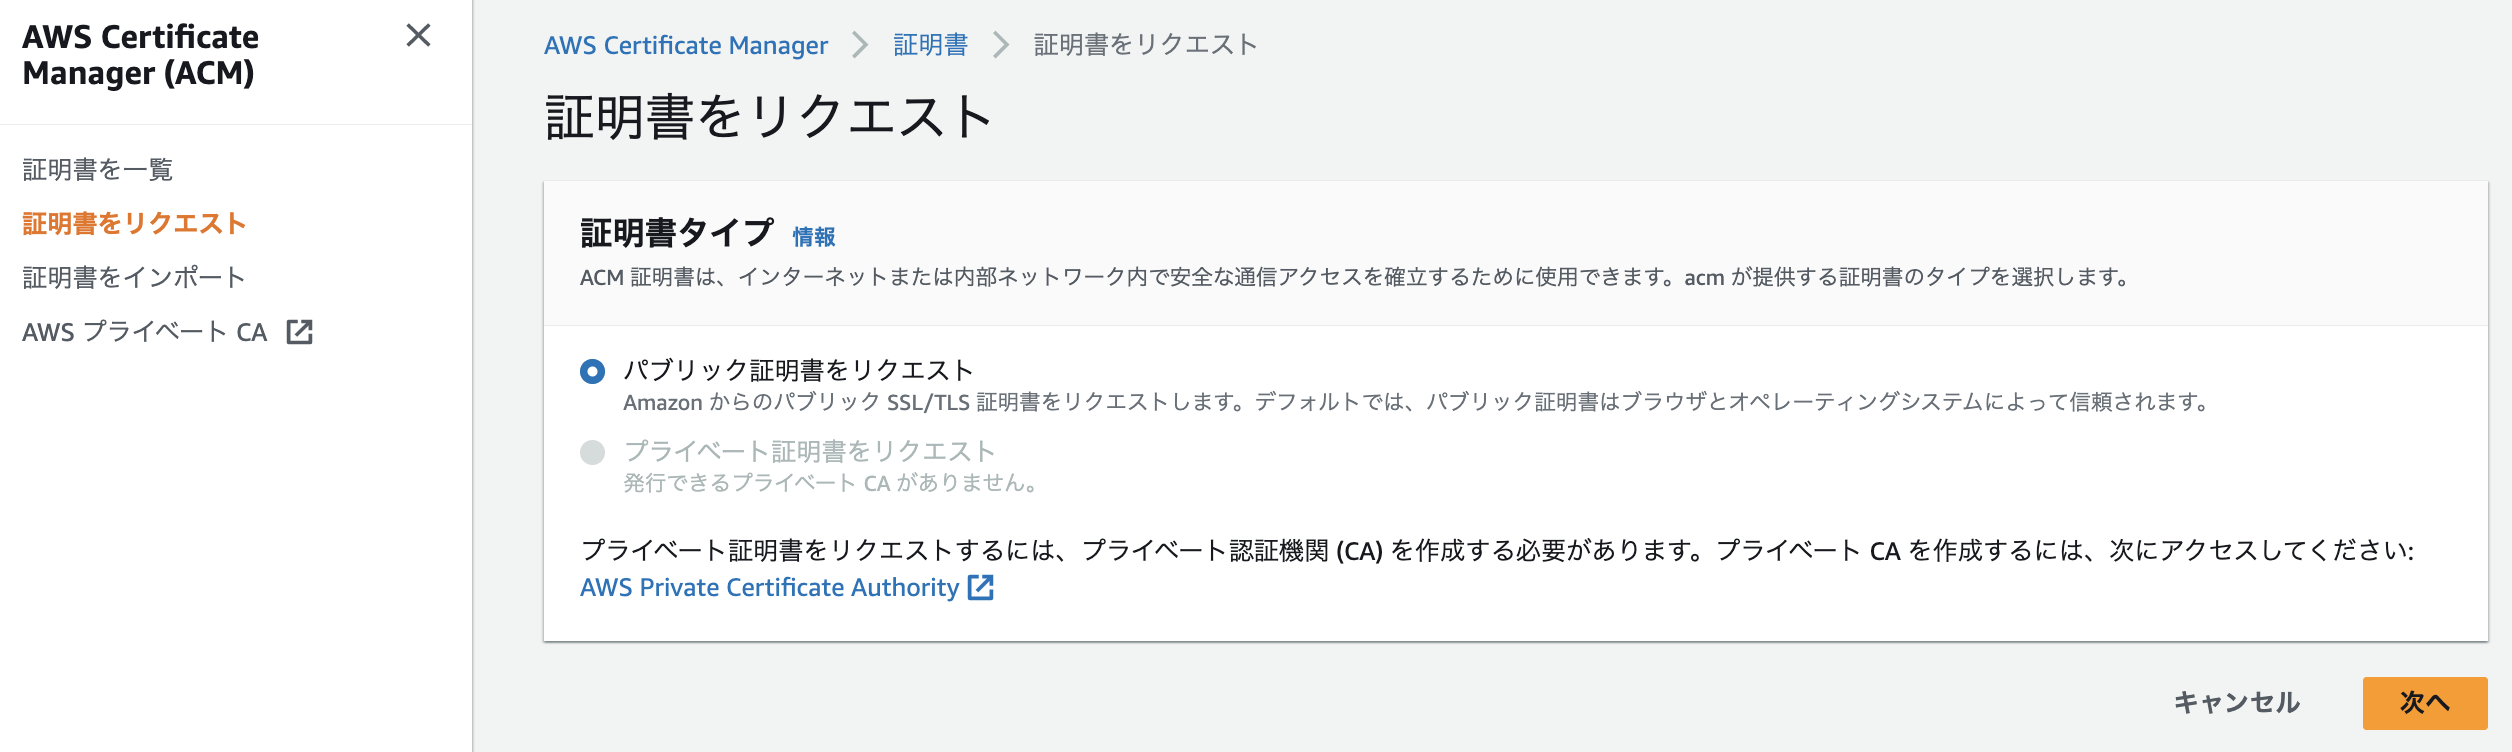 AWS Certificate
Manager (ACM)
証明書を一覧
証明書をリクエスト
証明書をインポート
AWS プライベート CA
AWS Certificate Manager
証明書
証明書をリクエスト
証明書をリクエスト
証明書タイプ 情報
ACM 証明書は、インターネットまたは内部ネットワーク内で安全な通信アクセスを確立するために使用できます。acm が提供する証明書のタイプを選択します。
パブリック証明書をリクエスト
Amazon からのパブリック SSL/TLS 証明書をリクエストします。デフォルトでは、パブリック証明書はブラウザとオペレーティングシステムによって信頼されます。
プライベート証明書をリクエスト
発行できるプライベート CA がありません。
プライベート証明書をリクエストするには、プライベート認証機関 (CA) を作成する必要があります。プライベート CA を作成するには、次にアクセスしてください:
AWS Private Certificate Authority
キャンセル
次へ